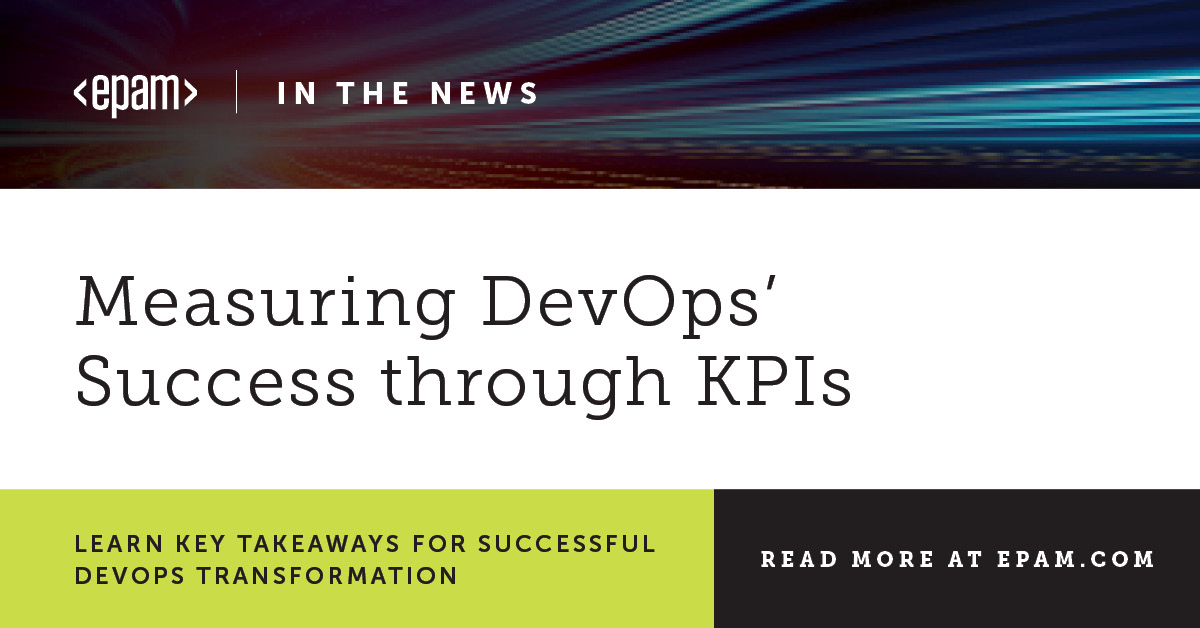 <epam> | IN THE NEWS
Measuring DevOps’
Success through KPIs
LEARN KEY TAKEAWAYS FOR SUCCESSFUL
DEVOPS TRANSFORMATION
READ MORE AT EPAM.COM